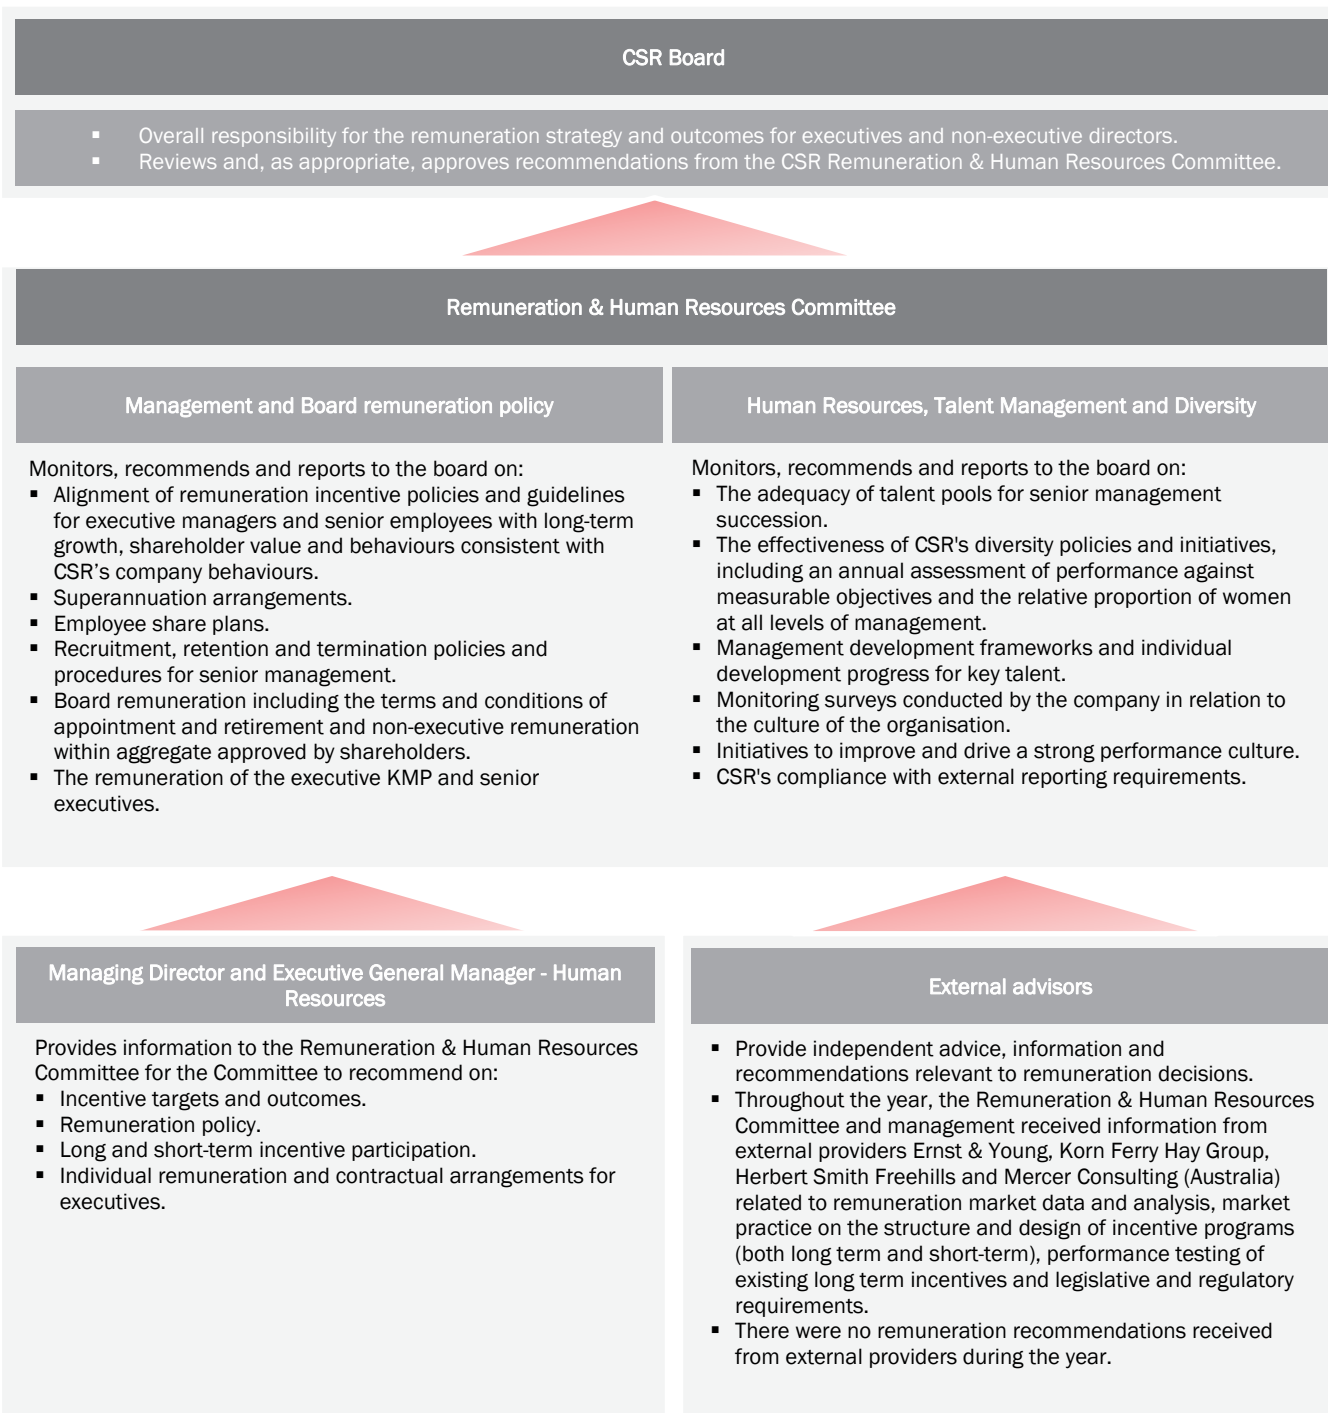 CSR Board
▪ Overall responsibility for the remuneration strategy and outcomes for executives and non-executive directors.
▪ Reviews and, as appropriate, approves recommendations from the CSR Remuneration & Human Resources Committee.
Remuneration & Human Resources Committee
Management and Board remuneration policy
Monitors, recommends and reports to the board on:
▪ Alignment of remuneration incentive policies and guidelines
for executive managers and senior employees with long-term
growth, shareholder value and behaviours consistent with
CSR’s company behaviours.
▪ Superannuation arrangements.
▪ Employee share plans.
▪ Recruitment, retention and termination policies and
procedures for senior management.
▪ Board remuneration including the terms and conditions of
appointment and retirement and non-executive remuneration
within aggregate approved by shareholders.
▪ The remuneration of the executive KMP and senior
executives.
Human Resources, Talent Management and Diversity
Monitors, recommends and reports to the board on:
▪ The adequacy of talent pools for senior management
succession.
▪ The effectiveness of CSR's diversity policies and initiatives,
including an annual assessment of performance against
measurable objectives and the relative proportion of women
at all levels of management.
▪ Management development frameworks and individual
development progress for key talent.
▪ Monitoring surveys conducted by the company in relation to
the culture of the organisation.
▪ Initiatives to improve and drive a strong performance culture.
▪ CSR's compliance with external reporting requirements.
Managing Director and Executive General Manager - Human
Resources
Provides information to the Remuneration & Human Resources
Committee for the Committee to recommend on:
▪ Incentive targets and outcomes.
▪ Remuneration policy.
▪ Long and short-term incentive participation.
▪ Individual remuneration and contractual arrangements for
executives.
External advisors
▪ Provide independent advice, information and
recommendations relevant to remuneration decisions.
▪ Throughout the year, the Remuneration & Human Resources
Committee and management received information from
external providers Ernst & Young, Korn Ferry Hay Group,
Herbert Smith Freehills and Mercer Consulting (Australia)
related to remuneration market data and analysis, market
practice on the structure and design of incentive programs
(both long term and short-term), performance testing of
existing long term incentives and legislative and regulatory
requirements.
▪ There were no remuneration recommendations received
from external providers during the year.